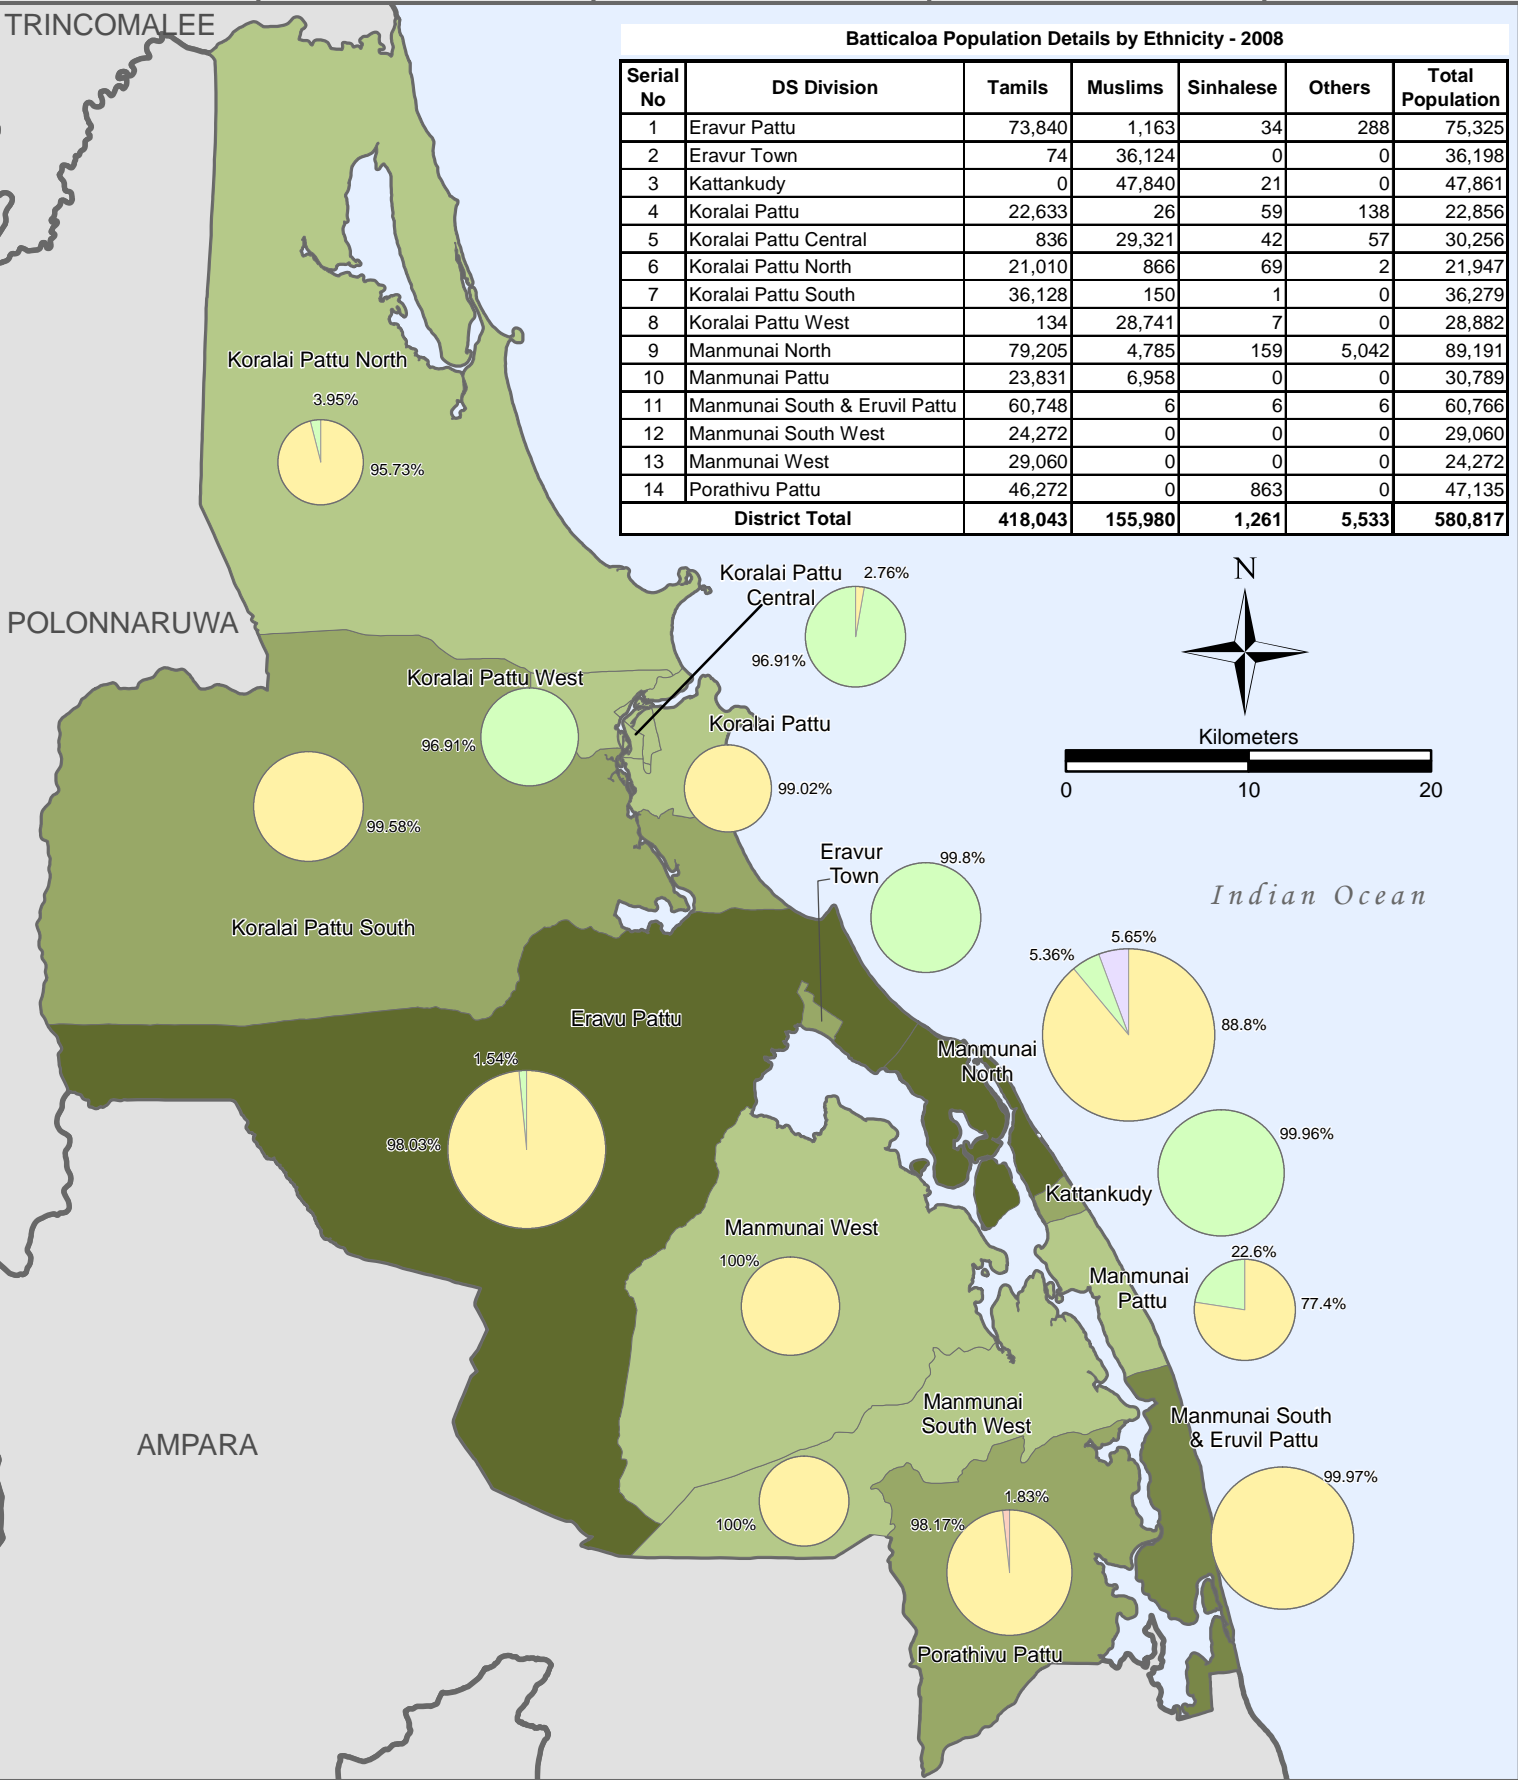 TRINCOMALEE
Batticaloa Population Details by Ethnicity - 2008
Serial No DS Division Tamils Muslims Sinhalese Others Total Population
1 Eravur Pattu 73,840 1,163 34 288 75,325
2 Eravur Town 74 36,124 0 0 36,198
3 Kattankudy 0 47,840 21 0 47,861
4 Koralai Pattu 22,633 26 59 138 22,856
5 Koralai Pattu Central 836 29,321 42 57 30,256
6 Koralai Pattu North 21,010 866 69 2 21,947
7 Koralai Pattu South 36,128 150 1 0 36,279
8 Koralai Pattu West 134 28,741 7 0 28,882
9 Manmunai North 79,205 4,785 159 5,042 89,191
10 Manmunai Pattu 23,831 6,958 0 0 30,789
11 Manmunai South & Eruvil Pattu 60,748 6 6 6 60,766
12 Manmunai South West 24,272 0 0 0 29,060
13 Manmunai West 29,060 0 0 0 24,272
14 Porathivu Pattu 46,272 0 863 0 47,135
District Total 418,043 155,980 1,261 5,533 580,817
Koralai Pattu North
3.95%
95.73%
Koralai Pattu
Central
2.76%
96.91%
N
POLONNARUWA
Koralai Pattu West
96.91%
Koralai Pattu
99.02%
Kilometers
0 10 20
99.58%
Koralai Pattu South
Eravur
Town
99.8%
Indian Ocean
5.65%
5.36%
88.8%
Manmunai
North
Eravu Pattu
1.54%
98.03%
99.96%
Kattankudy
Manmunai West
100%
22.6%
Manmunai
Pattu
77.4%
Manmunai
South West
100%
Manmunai South
& Eruvil Pattu
99.97%
AMPARA
1.83%
98.17%
Porathivu Pattu